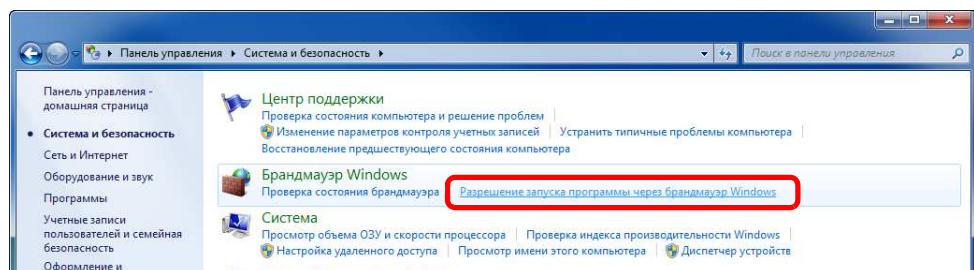 Панель управления ▸ Система и безопасность ▸
Поиск в панели управления
Панель управления -
домашняя страница
Система и безопасность
Сеть и Интернет
Оборудование и звук
Программы
Учетные записи
пользователей и семейная
безопасность
Оформление и
Центр поддержки
Проверка состояния компьютера и решение проблем
Изменение параметров контроля учетных записей
Устранить типичные проблемы компьютера
Восстановление предшествующего состояния компьютера
Брандмауэр Windows
Проверка состояния брандмауэра
Разрешение запуска программы через брандмауэр Windows
Система
Просмотр объема ОЗУ и скорости процессора
Проверка индекса производительности Windows
Настройка удаленного доступа
Просмотр имени этого компьютера
Диспетчер устройств